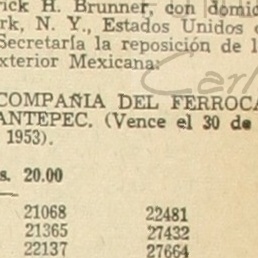 rick H. Brunner, con domic
rk, N. Y., Estados Unidos
Secretaría la reposición de l
xterior Mexicana:
COMPAÑIA DEL FERROCA
ANTEPEC. (Vence el 30 de
1953).
s. 20.00
21068 22481
21365 27432
22137 27664